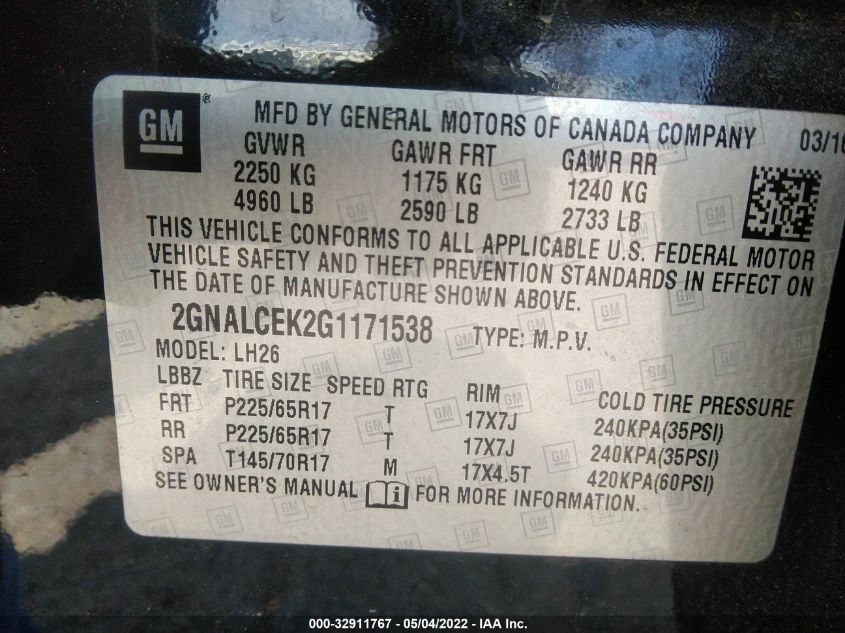 GM
MFD BY GENERAL MOTORS OF CANADA COMPANY 03/16
GVWR GAWR FRT GAWR RR
2250 KG 1175 KG 1240 KG
4960 LB 2590 LB 2733 LB
THIS VEHICLE CONFORMS TO ALL APPLICABLE U.S. FEDERAL MOTOR
VEHICLE SAFETY AND THEFT PREVENTION STANDARDS IN EFFECT ON
THE DATE OF MANUFACTURE SHOWN ABOVE.
2GNALCEK2G1171538 TYPE: M.P.V.
MODEL: LH26
LBBZ TIRE SIZE SPEED RTG RIM COLD TIRE PRESSURE
FRT P225/65R17 T 17X7J 240KPA(35PSI)
RR P225/65R17 T 17X7J 240KPA(35PSI)
SPA T145/70R17 M 17X4.5T 420KPA(60PSI)
SEE OWNER'S MANUAL i FOR MORE INFORMATION.
000-32911767 - 05/04/2022 - IAA Inc.